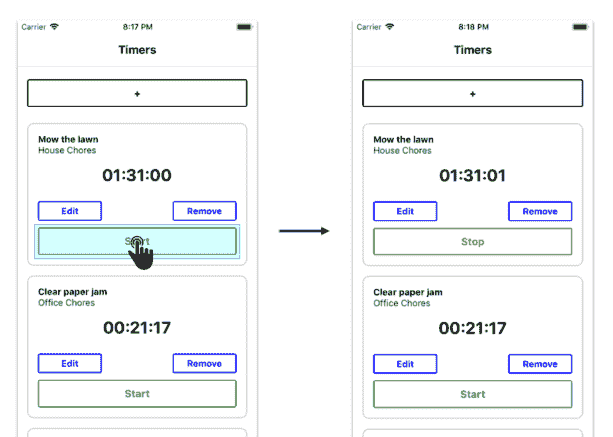 Carrier 8:17 PM
Timers
+
Mow the lawn
House Chores
01:31:00
Edit Remove
Start
Clear paper jam
Office Chores
00:21:17
Edit Remove
Start
Carrier 8:18 PM
Timers
+
Mow the lawn
House Chores
01:31:01
Edit Remove
Stop
Clear paper jam
Office Chores
00:21:17
Edit Remove
Start